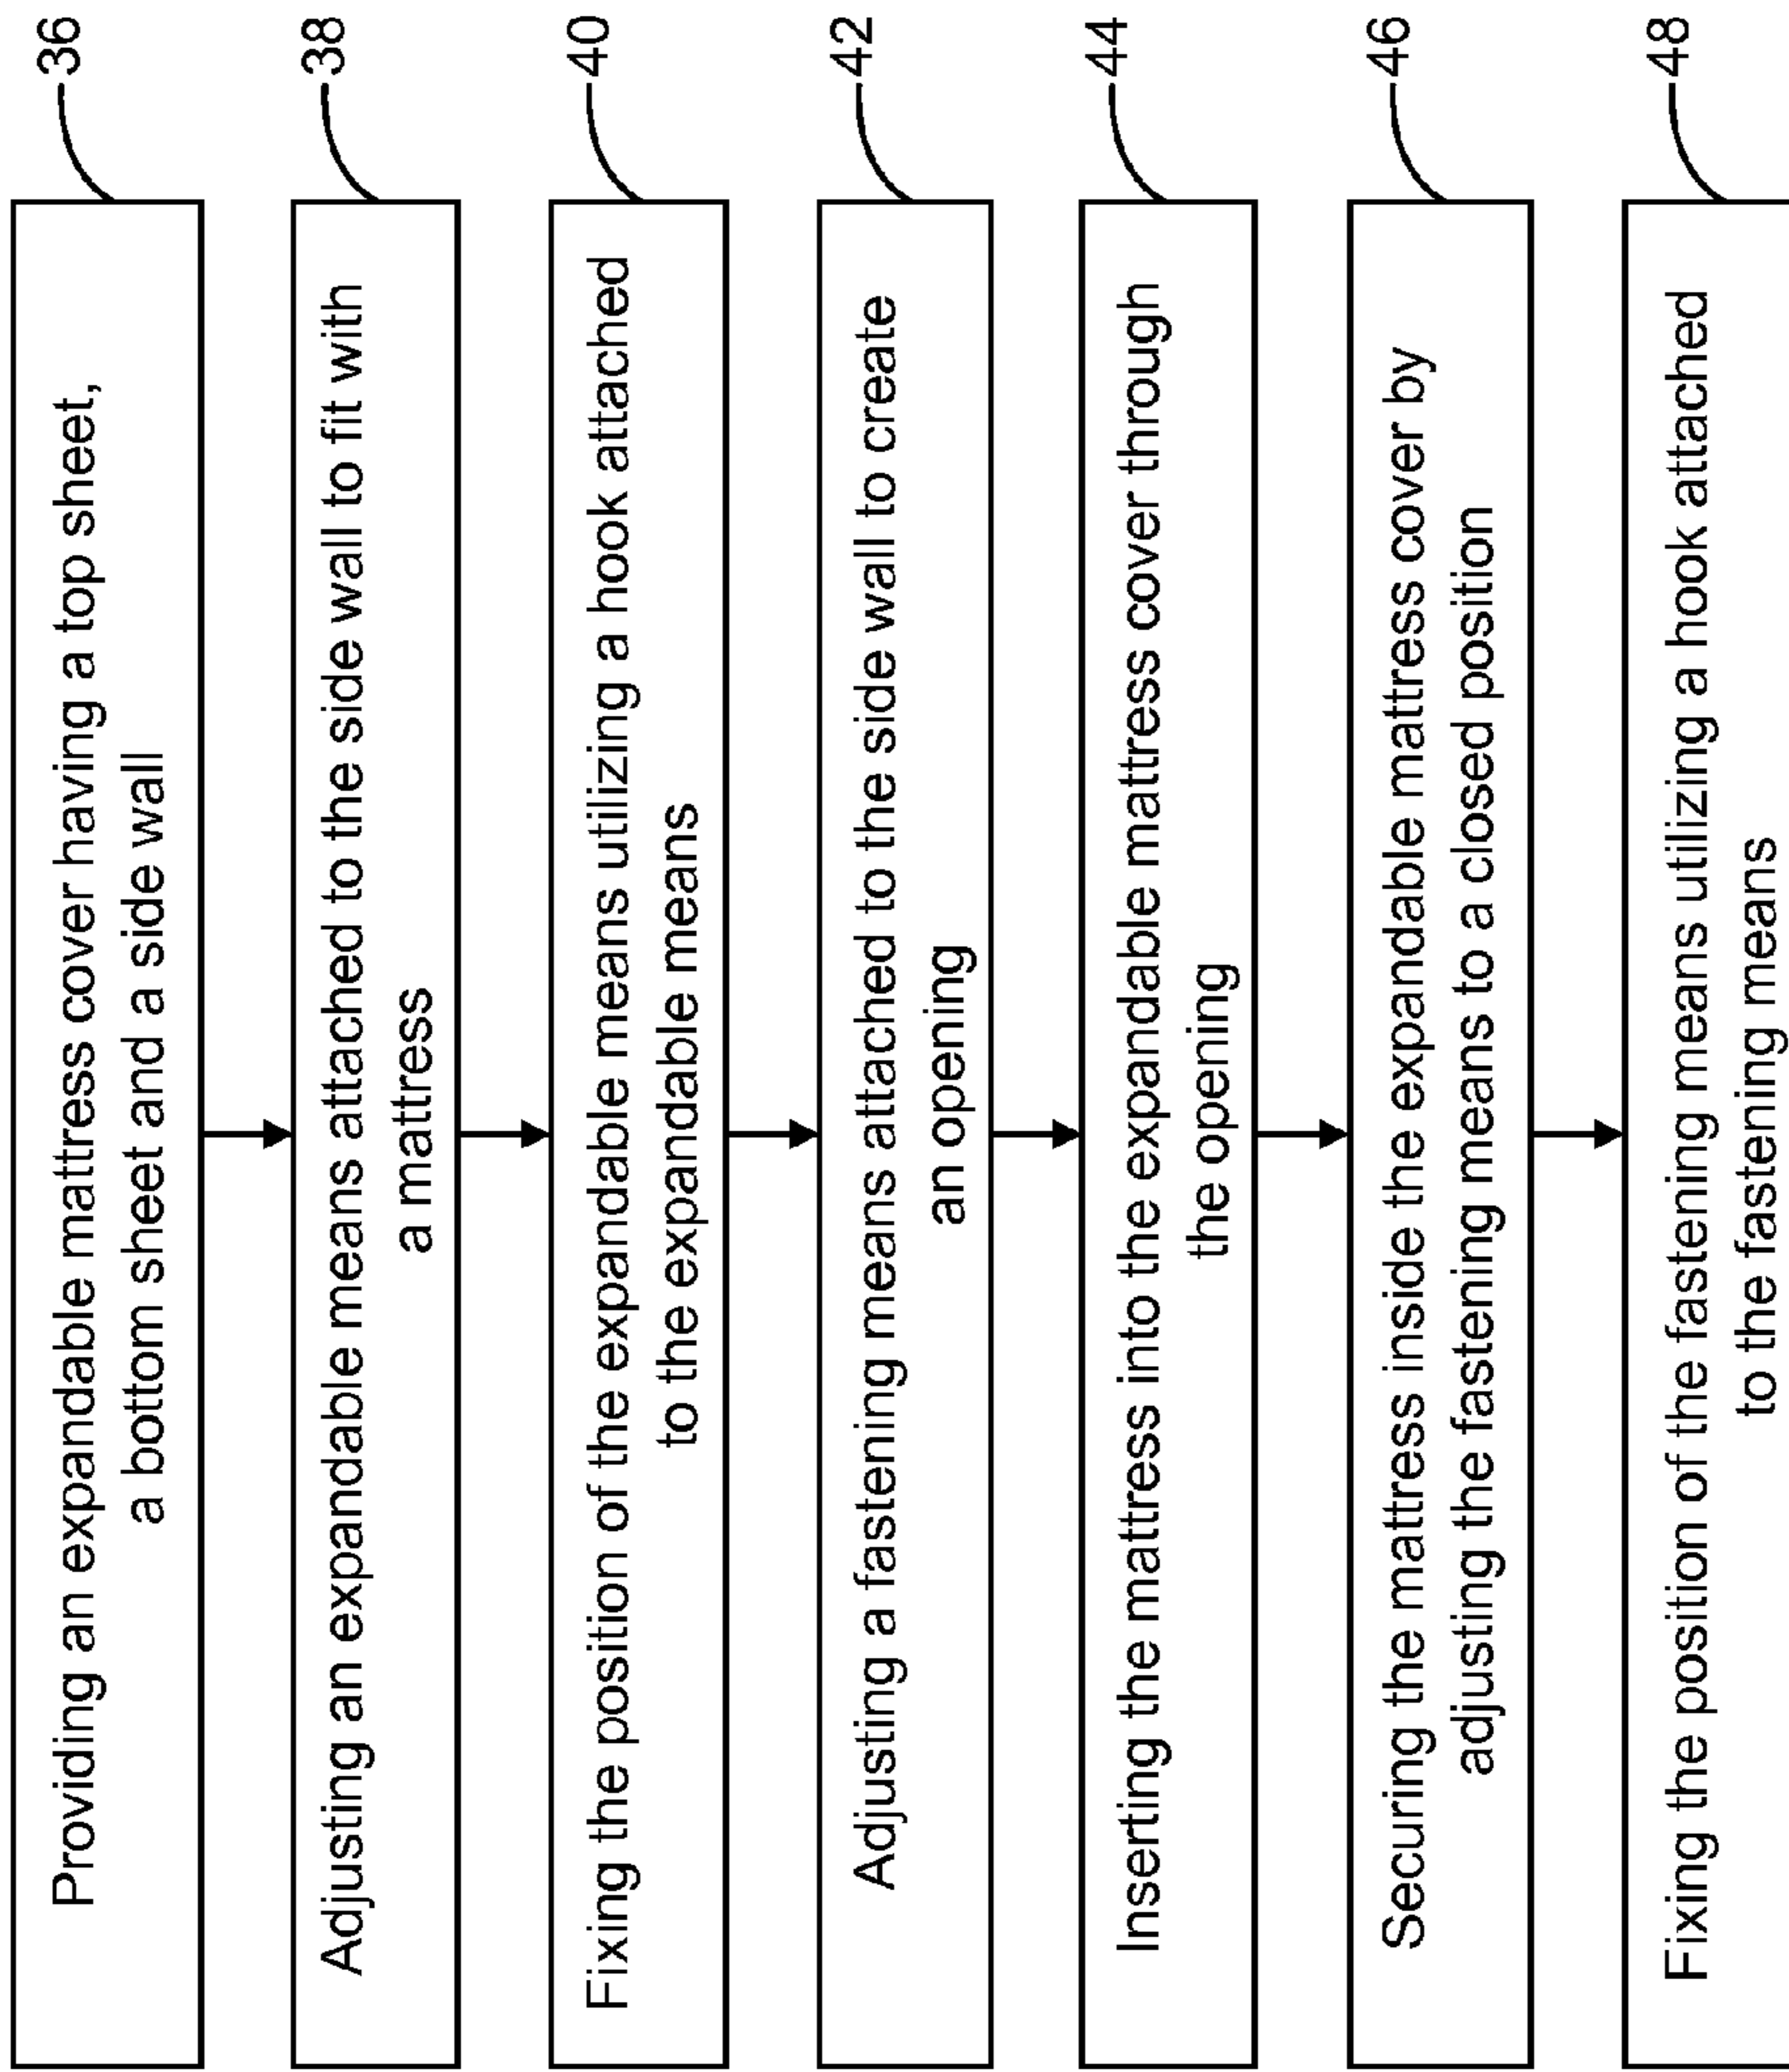 Providing an expandable mattress cover having a top sheet,
a bottom sheet and a side wall
36
Adjusting an expandable means attached to the side wall to fit with
a mattress
38
Fixing the position of the expandable means utilizing a hook attached
to the expandable means
40
Adjusting a fastening means attached to the side wall to create
an opening
42
Inserting the mattress into the expandable mattress cover through
the opening
44
Securing the mattress inside the expandable mattress cover by
adjusting the fastening means to a closed position
46
Fixing the position of the fastening means utilizing a hook attached
to the fastening means
48